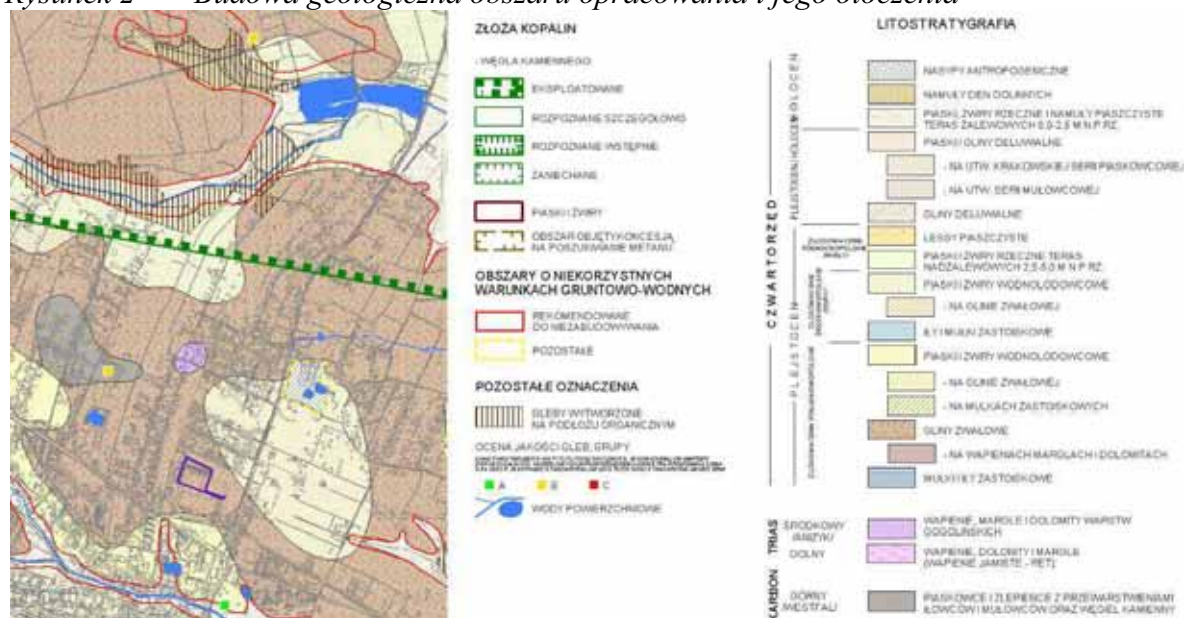 Rysunek 2 Budowa geologiczna obszaru opracowania i jego otoczenia
ZŁOŻA KOPALIN
- WĘGLA KAMIENNEGO:
EKSPLOATOWANE
ROZPOZNANE SZCZEGÓŁOWO
ROZPOZNANE WSTĘPNIE
ZANIECHANE
PIASKI I ŻWIRY
OBSZAR OBJĘTY KONCESJĄ
NA POSZUKIWANIE METANU
OBSZARY O NIEKORZYSTNYCH
WARUNKACH GRUNTOWO-WODNYCH
REKOMENDOWANE
DO NIEZABUDOWYWANIA
POZOSTAŁE
POZOSTAŁE OZNACZENIA
GLEBY WYTWORZONE
NA PODŁOŻU ORGANICZNYM
OCENA JAKOŚCI GLEB, GRUPY
A B C
WODY POWIERZCHNIOWE
LITOSTRATYGRAFIA
CZWARTORZĘD
HOLOCEN
PLEJSTOCEN/HOLOCEN
PLEJSTOCEN
NASYPY ANTROPOGENICZNE
NAMUŁY DEN DOLINNYCH
PIASKI, ŻWIRY RZECZNE I NAMUŁY PIASZCZYSTE
TERAS ZALEWOWYCH 0,0-2,5 M N.P. RZ.
PIASKI I GLINY DELUWIALNE
- NA UTW. KRAKOWSKIEJ SERII PIASKOWCOWEJ
- NA UTW. SERII MUŁOWCOWEJ
GLINY DELUWIALNE
LESSY PIASZCZYSTE
PIASKI I ŻWIRY RZECZNE TERAS
NADZALEWOWYCH 2,5-5,0 M N.P. RZ.
PIASKI I ŻWIRY WODNOLODOWCOWE
- NA GLINIE ZWAŁOWEJ
IŁY I MUŁKI ZASTOISKOWE
PIASKI I ŻWIRY WODNOLODOWCOWE
- NA GLINIE ZWAŁOWEJ
- NA MUŁKACH ZASTOISKOWYCH
GLINY ZWAŁOWE
- NA WAPIENIACH MARGLACH I DOLOMITACH
MUŁKI I IŁY ZASTOISKOWE
TRIAS
ŚRODKOWY
/ANIZYK/
WAPIENIE, MARGLE I DOLOMITY WARSTW
GOGOLIŃSKICH
DOLNY
WAPIENIE, DOLOMITY I MARGLE
(WAPIENIE JAMISTE - RET)
KARBON
GÓRNY
/WESTFAL/
PIASKOWCE I ZLEPIEŃCE Z PRZEWARSTWIENIAMI
IŁOWCÓW I MUŁOWCÓW ORAZ WĘGIEL KAMIENNY